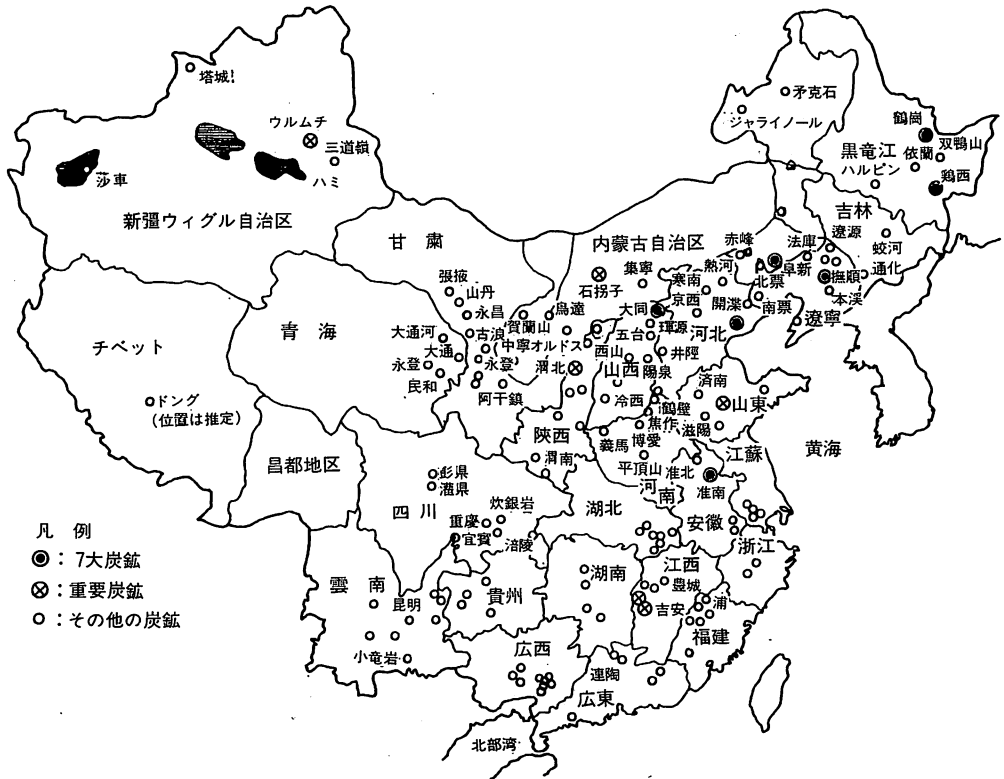 塔城
ウルムチ
三道嶺
ハミ
莎車
新疆ウィグル自治区
矛克石
ジャライノール
鶴崗
双鴨山
黒竜江
依蘭
ハルピン
鶏西
吉林
遼源
蛟河
通化
法庫
阜新
撫順
本渓
北票
南票
遼寧
赤峰
熱河
内蒙古自治区
集寧
石拐子
寒南
京西
開灤
大同
琿源
河北
五台
井陘
西山
山西
陽泉
冷西
鶴壁
焦作
博愛
義馬
平頂山
河南
済南
山東
滋陽
江蘇
黄海
淮北
淮南
安徽
浙江
甘粛
張掖
山丹
永昌
古浪
永登
賀蘭山
烏達
中寧
オルドス
渭北
大通河
大通
永登
民和
阿干鎮
青海
チベット
ドング
(位置は推定)
昌都地区
陝西
渭南
彭県
灌県
四川
炊銀岩
重慶
宜賓
涪陵
湖北
湖南
江西
豊城
吉安
浦
福建
貴州
雲南
昆明
小竜岩
広西
連陶
広東
北部湾
凡例
:7大炭鉱
:重要炭鉱
:その他の炭鉱